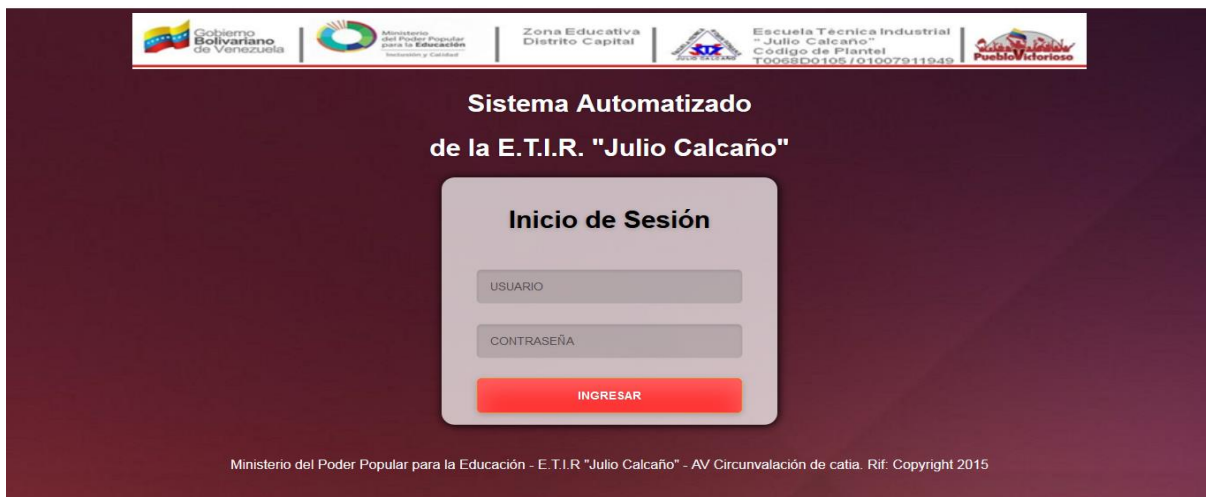 Gobierno
Bolivariano
de Venezuela
Ministerio
del Poder Popular
para la Educación
Inclusión y Calidad
Zona Educativa
Distrito Capital
JULIO CALCAÑO
Escuela Técnica Industrial
"Julio Calcaño"
Código de Plantel
T0068D0105 / 01007911949
PuebloVictorioso
Sistema Automatizado
de la E.T.I.R. "Julio Calcaño"
Inicio de Sesión
USUARIO
CONTRASEÑA
INGRESAR
Ministerio del Poder Popular para la Educación - E.T.I.R "Julio Calcaño" - AV Circunvalación de catia. Rif: Copyright 2015